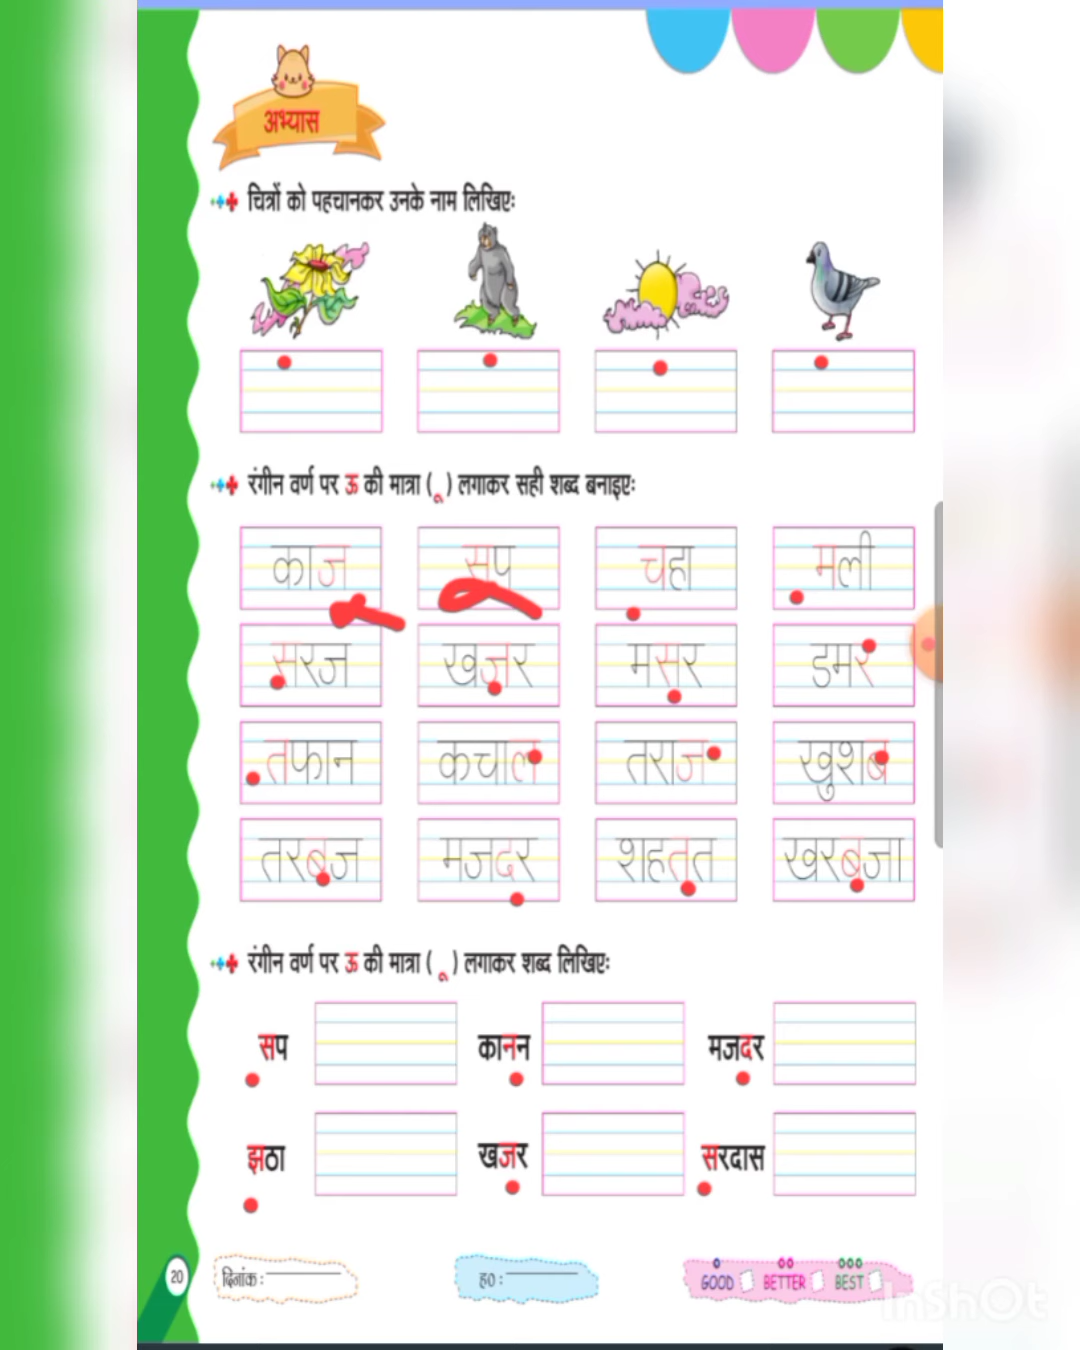 अभ्यास
चित्रों को पहचानकर उनके नाम लिखिएः
रंगीन वर्ण पर ऊ की मात्रा ( ू ) लगाकर सही शब्द बनाइएः
काज सप चहा मली
सरज खजर मसर डमर
तफान कचाल तराज खुशब
तरबज मजदर शहतत खरबजा
रंगीन वर्ण पर ऊ की मात्रा ( ू ) लगाकर शब्द लिखिएः
सप कानन मजदर
झठा खजर सरदास
20 दिनांक : ह० : GOOD BETTER BEST
InShOt